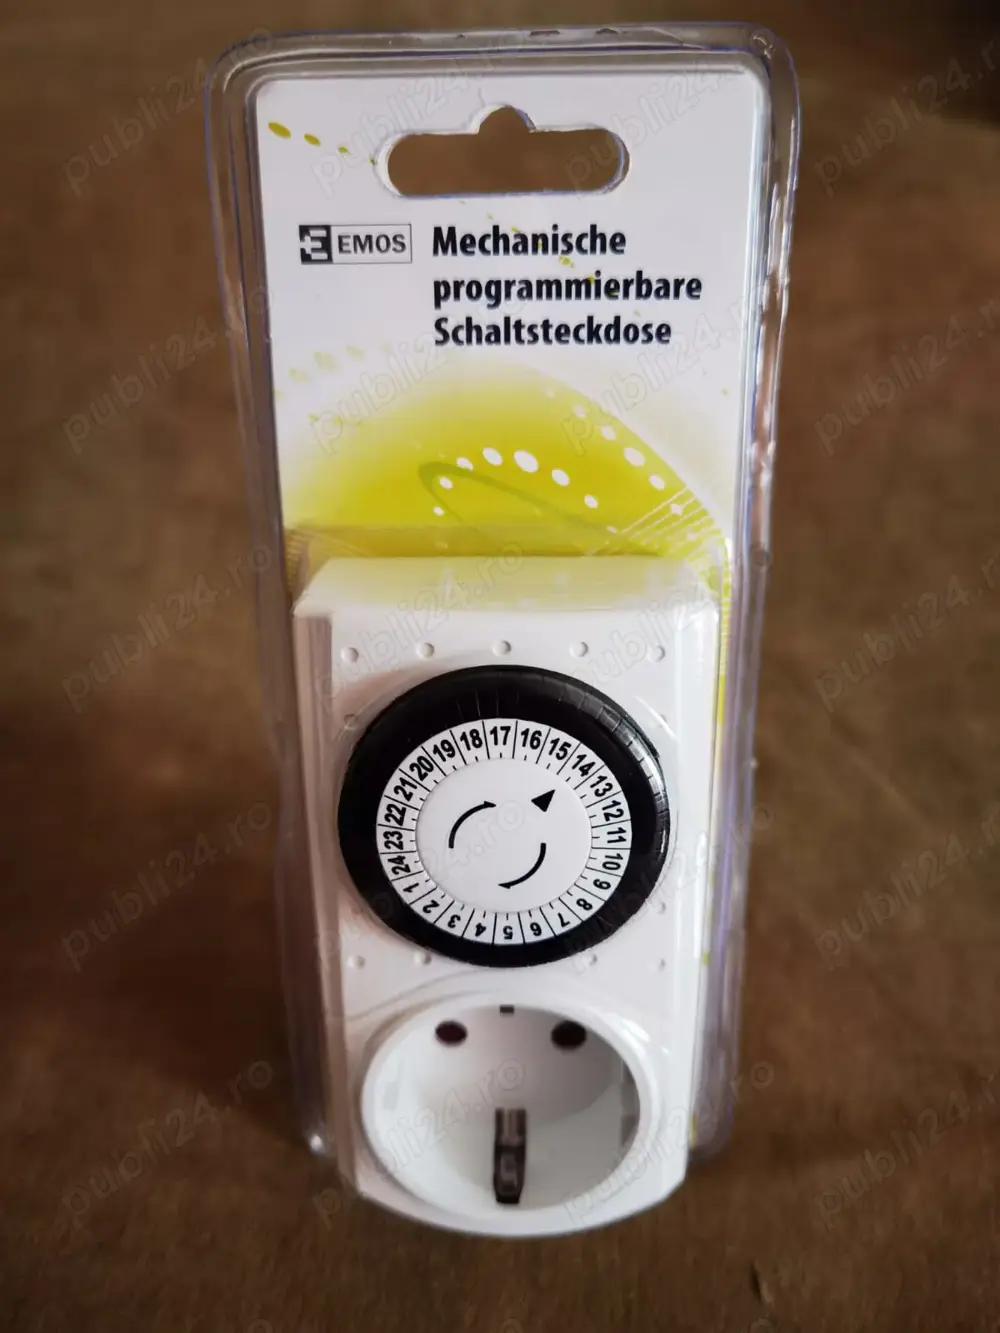 EMOS
Mechanische
programmierbare
Schaltsteckdose
17 16 15 14 13 12 11 10 9 8 7 6 5 4 3 2 1 24 23 22 21 20 19 18
publi24.ro